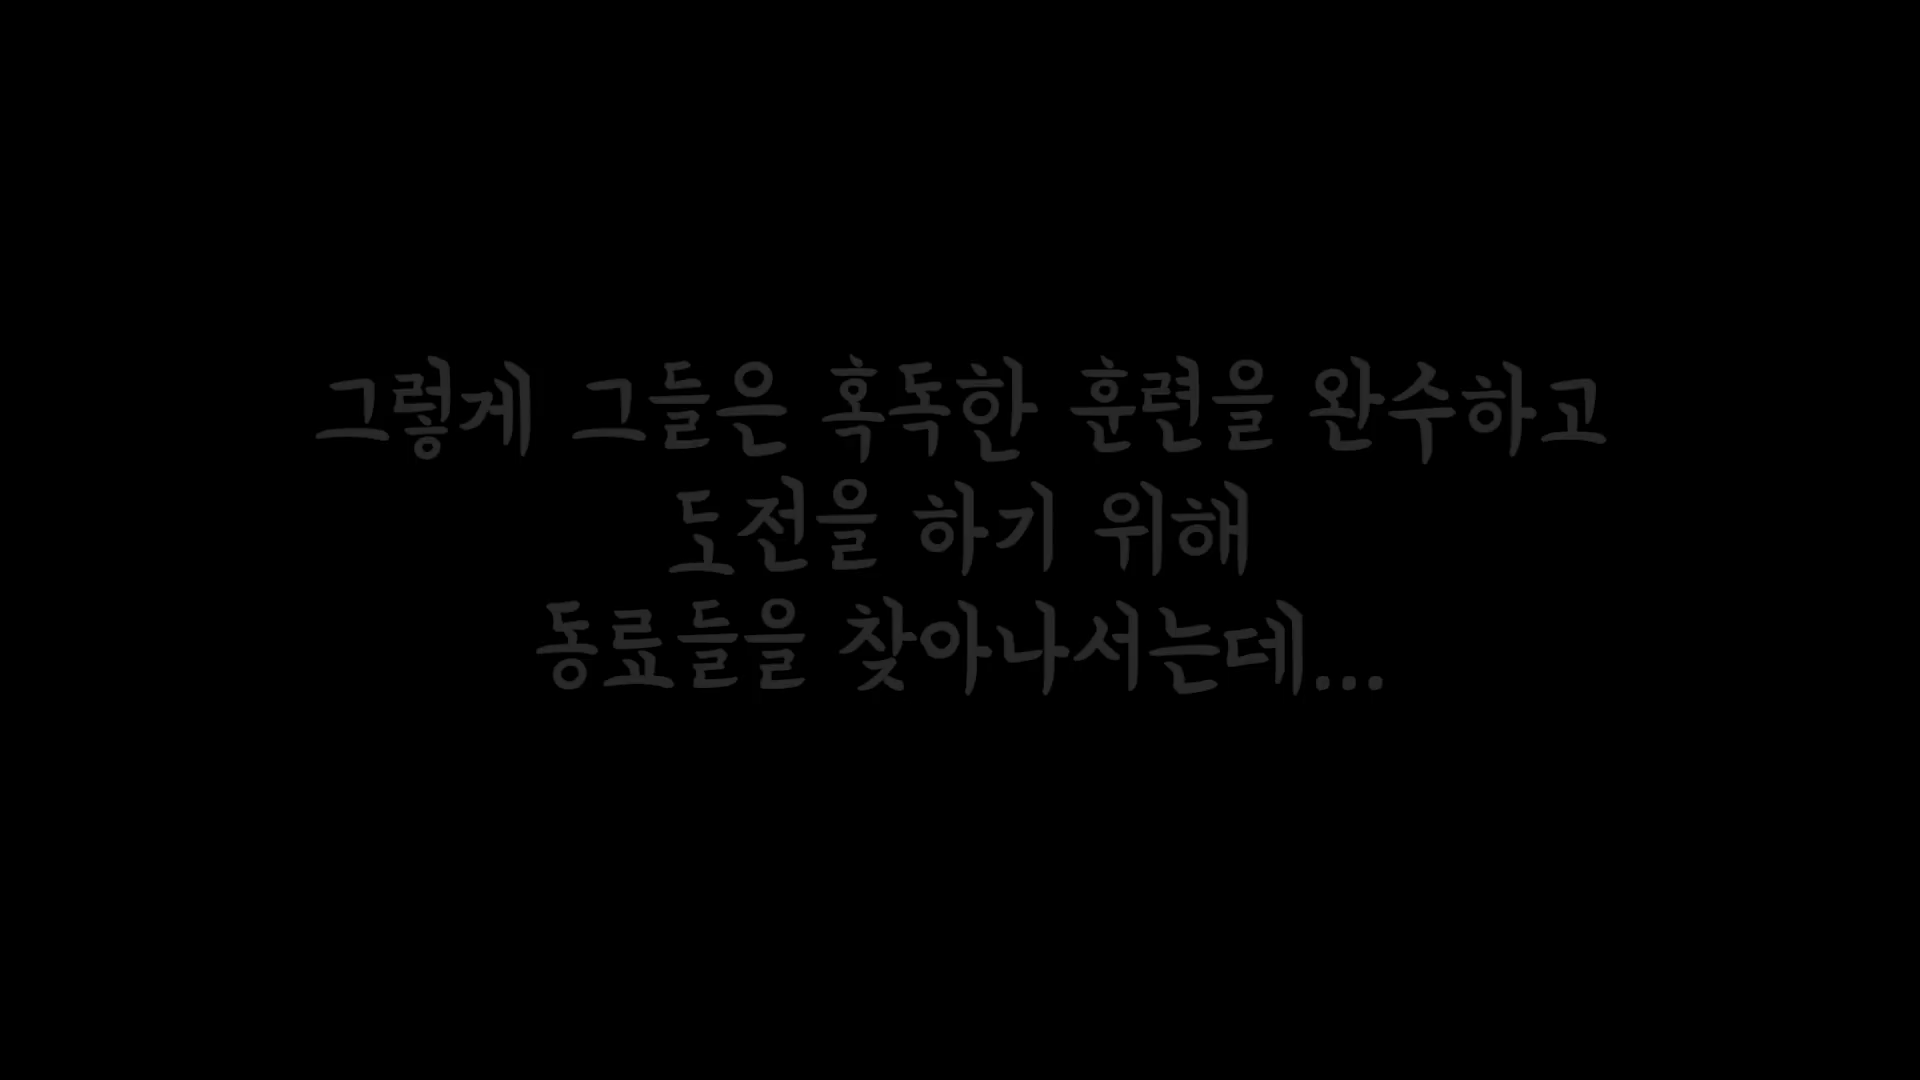 그렇게 그들은 혹독한 훈련을 완수하고
도전을 하기 위해
동료들을 찾아나서는데...